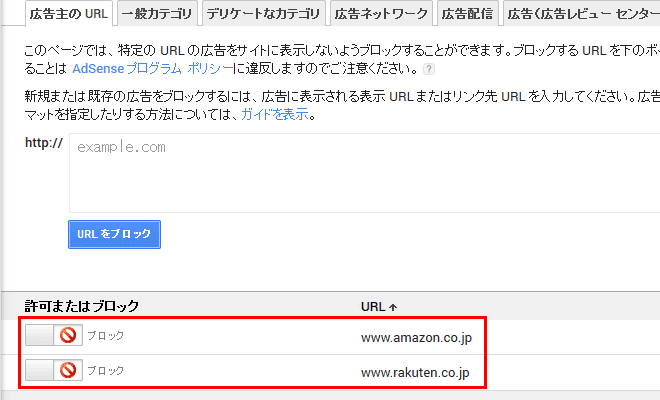 広告主の URL 一般カテゴリ デリケートなカテゴリ 広告ネットワーク 広告配信 広告（広告レビュー センター
このページでは、特定の URL の広告をサイトに表示しないようブロックすることができます。ブロックする URL を下のボ
ることは AdSense プログラム ポリシーに違反しますのでご注意ください。 ?
新規または既存の広告をブロックするには、広告に表示される表示 URL またはリンク先 URL を入力してください。広告
マットを指定したりする方法については、ガイドを表示。
http:// example.com
URL をブロック
許可またはブロック URL ↑
ブロック www.amazon.co.jp
ブロック www.rakuten.co.jp